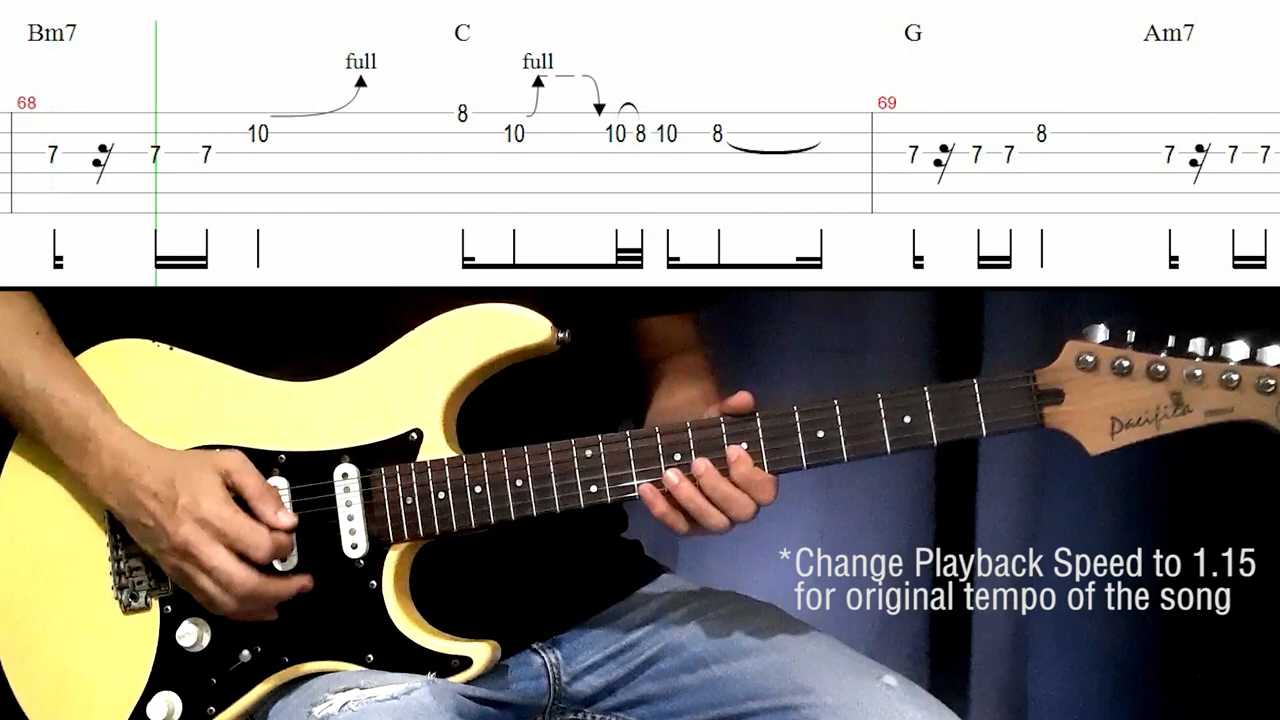 Bm7 C G Am7
full full
68 69
8
10 10 10 8 10 8 8
7 7 7 7 7 7 7 7 7
Pacifica
*Change Playback Speed to 1.15
for original tempo of the song